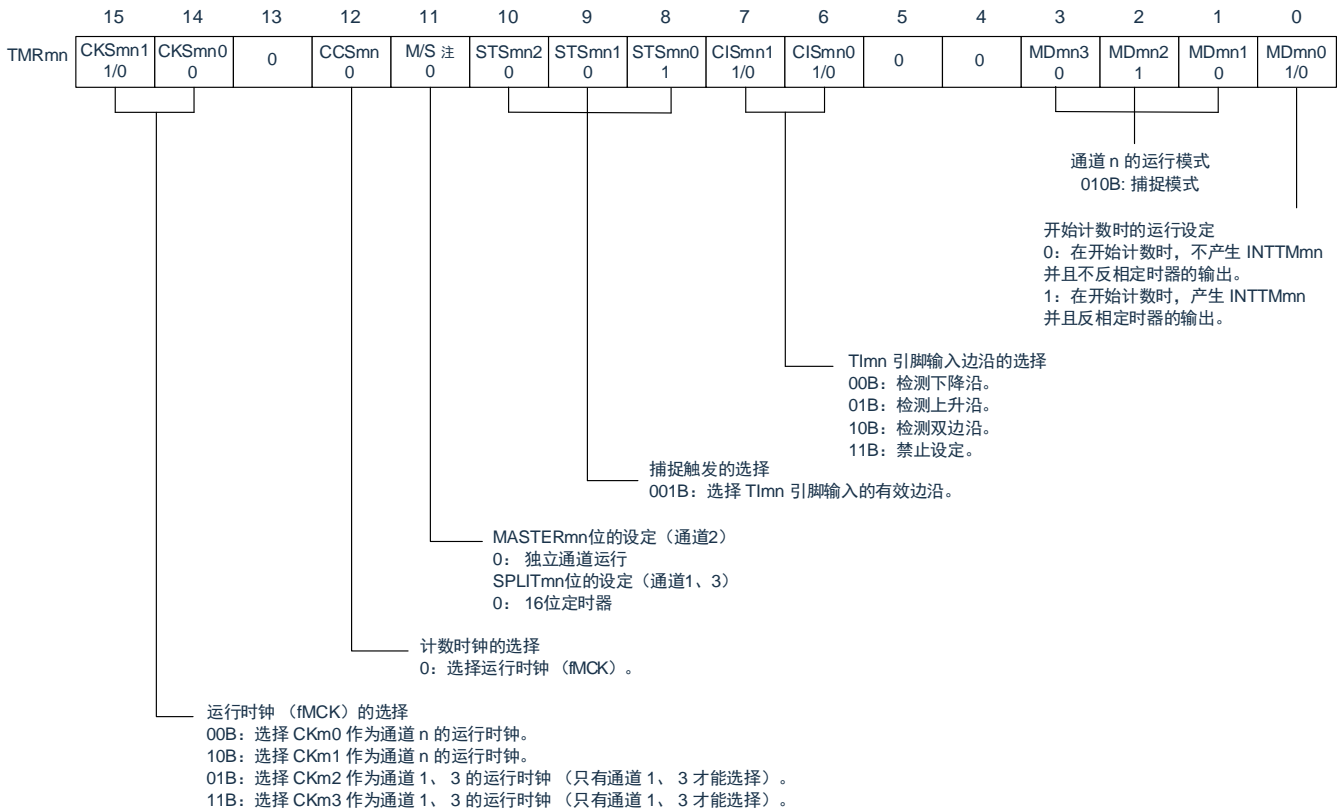 15 14 13 12 11 10 9 8 7 6 5 4 3 2 1 0
TMRmn CKSmn1 CKSmn0 0 CCSmn M/S 注 STSmn2 STSmn1 STSmn0 CISmn1 CISmn0 0 0 MDmn3 MDmn2 MDmn1 MDmn0
1/0 0 0 0 0 0 1 1/0 1/0 0 1 0 1/0
通道 n 的运行模式
010B: 捕捉模式
开始计数时的运行设定
0：在开始计数时，不产生 INTTMmn
并且不反相定时器的输出。
1：在开始计数时，产生 INTTMmn
并且反相定时器的输出。
TImn 引脚输入边沿的选择
00B：检测下降沿。
01B：检测上升沿。
10B：检测双边沿。
11B：禁止设定。
捕捉触发的选择
001B：选择 TImn 引脚输入的有效边沿。
MASTERmn位的设定（通道2）
0： 独立通道运行
SPLITmn位的设定（通道1、3）
0： 16位定时器
计数时钟的选择
0：选择运行时钟 （fMCK）。
运行时钟 （fMCK）的选择
00B：选择 CKm0 作为通道 n 的运行时钟。
10B：选择 CKm1 作为通道 n 的运行时钟。
01B：选择 CKm2 作为通道 1、 3 的运行时钟 （只有通道 1、 3 才能选择）。
11B：选择 CKm3 作为通道 1、 3 的运行时钟 （只有通道 1、 3 才能选择）。